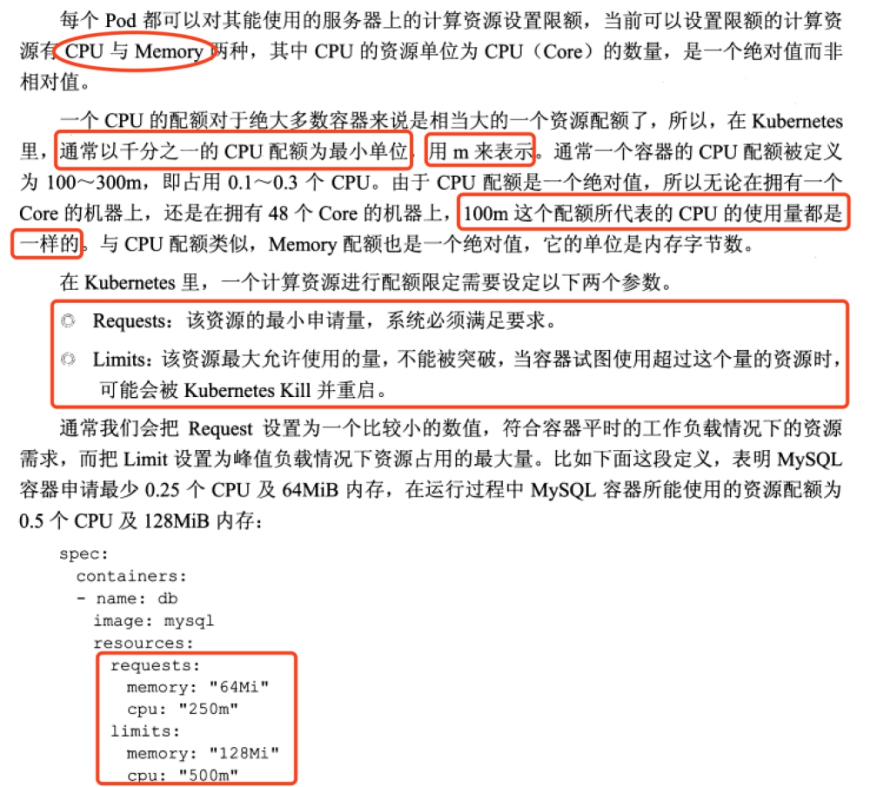 每个 Pod 都可以对其能使用的服务器上的计算资源设置限额，当前可以设置限额的计算资
源有 CPU 与 Memory 两种，其中 CPU 的资源单位为 CPU（Core）的数量，是一个绝对值而非
相对值。
一个 CPU 的配额对于绝大多数容器来说是相当大的一个资源配额了，所以，在 Kubernetes
里，通常以千分之一的 CPU 配额为最小单位，用 m 来表示。通常一个容器的 CPU 配额被定义
为 100～300m，即占用 0.1～0.3 个 CPU。由于 CPU 配额是一个绝对值，所以无论在拥有一个
Core 的机器上，还是在拥有 48 个 Core 的机器上，100m 这个配额所代表的 CPU 的使用量都是
一样的。与 CPU 配额类似，Memory 配额也是一个绝对值，它的单位是内存字节数。
在 Kubernetes 里，一个计算资源进行配额限定需要设定以下两个参数。
Requests：该资源的最小申请量，系统必须满足要求。
Limits：该资源最大允许使用的量，不能被突破，当容器试图使用超过这个量的资源时，
可能会被 Kubernetes Kill 并重启。
通常我们会把 Request 设置为一个比较小的数值，符合容器平时的工作负载情况下的资源
需求，而把 Limit 设置为峰值负载情况下资源占用的最大量。比如下面这段定义，表明 MySQL
容器申请最少 0.25 个 CPU 及 64MiB 内存，在运行过程中 MySQL 容器所能使用的资源配额为
0.5 个 CPU 及 128MiB 内存：
spec:
containers:
- name: db
image: mysql
resources:
requests:
memory: "64Mi"
cpu: "250m"
limits:
memory: "128Mi"
cpu: "500m"